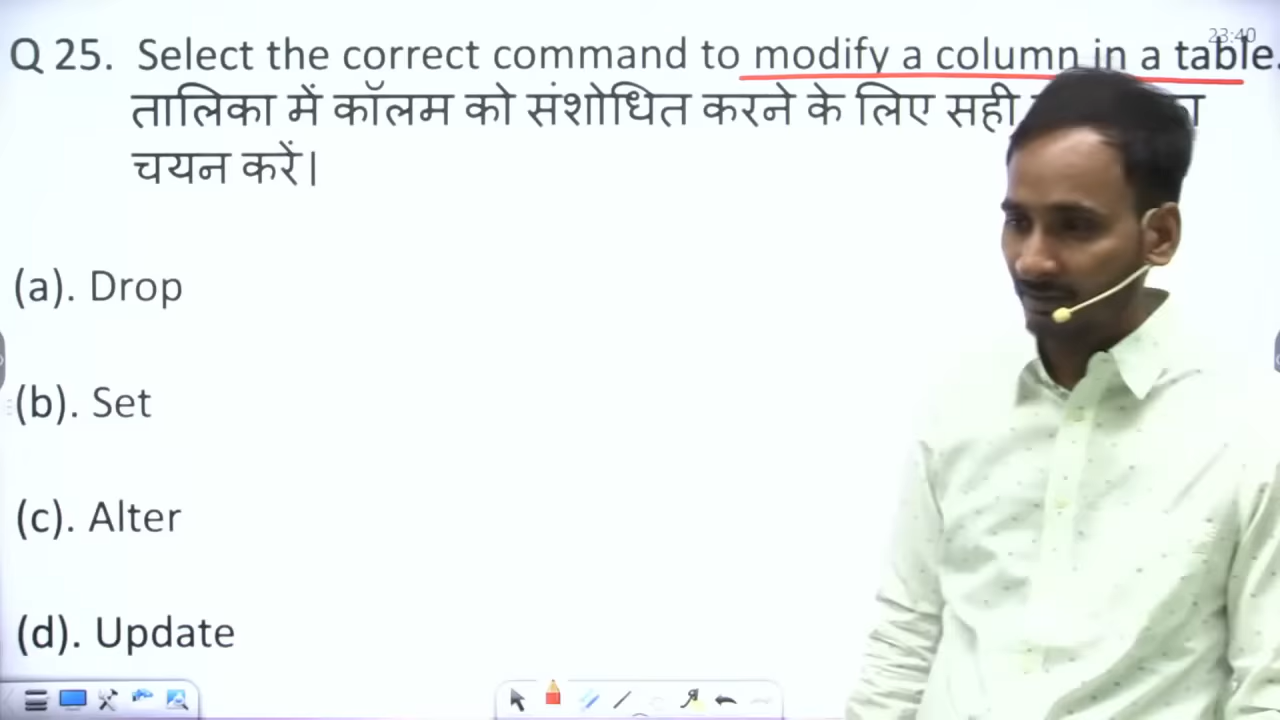 23:40
Q 25. Select the correct command to modify a column in a table.
तालिका में कॉलम को संशोधित करने के लिए सही
चयन करें।
(a). Drop
(b). Set
(c). Alter
(d). Update